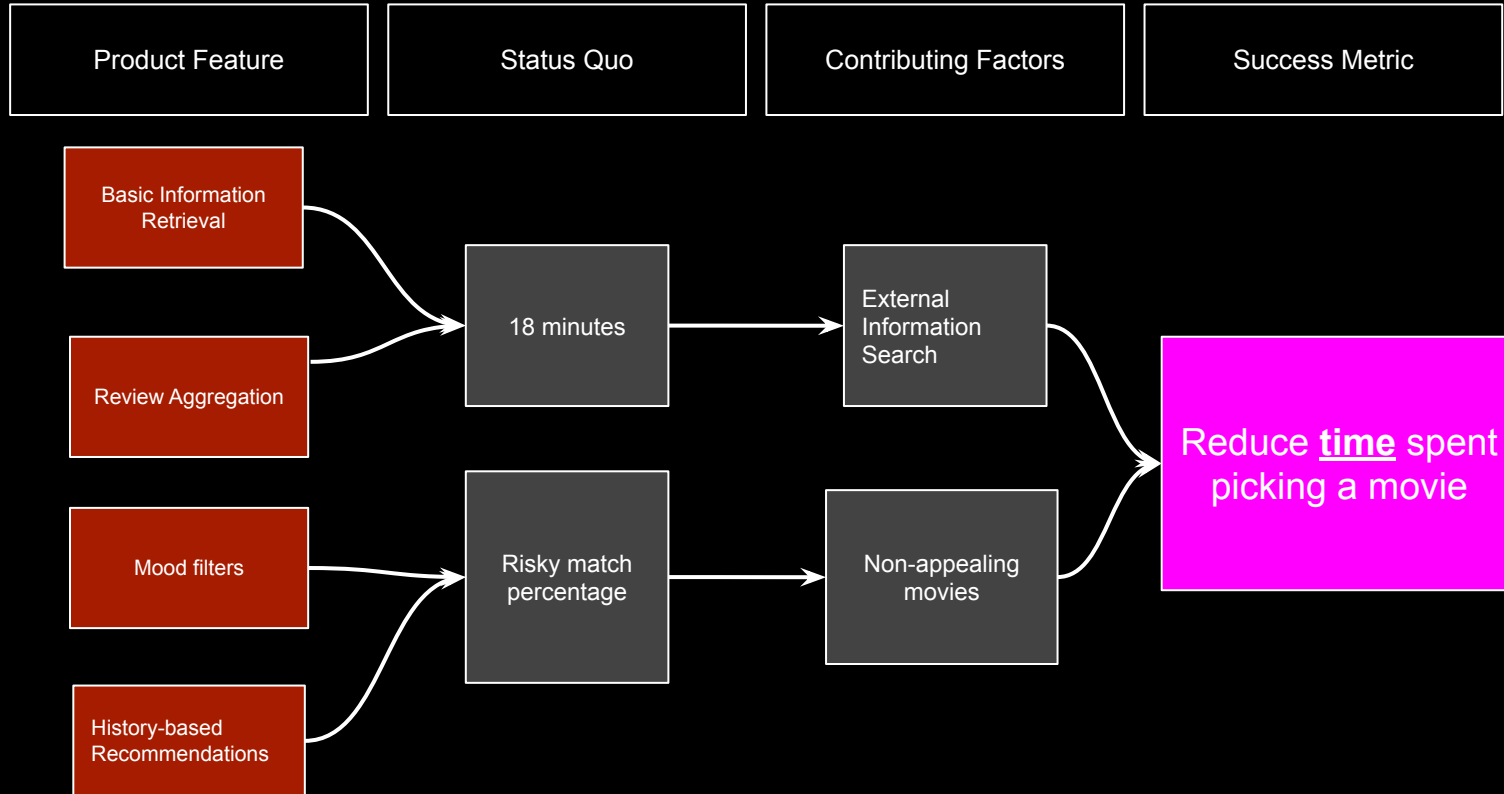 Product Feature
Status Quo
Contributing Factors
Success Metric
Basic Information
Retrieval
Review Aggregation
Mood filters
History-based
Recommendations
18 minutes
Risky match
percentage
External
Information
Search
Non-appealing
movies
Reduce time spent
picking a movie